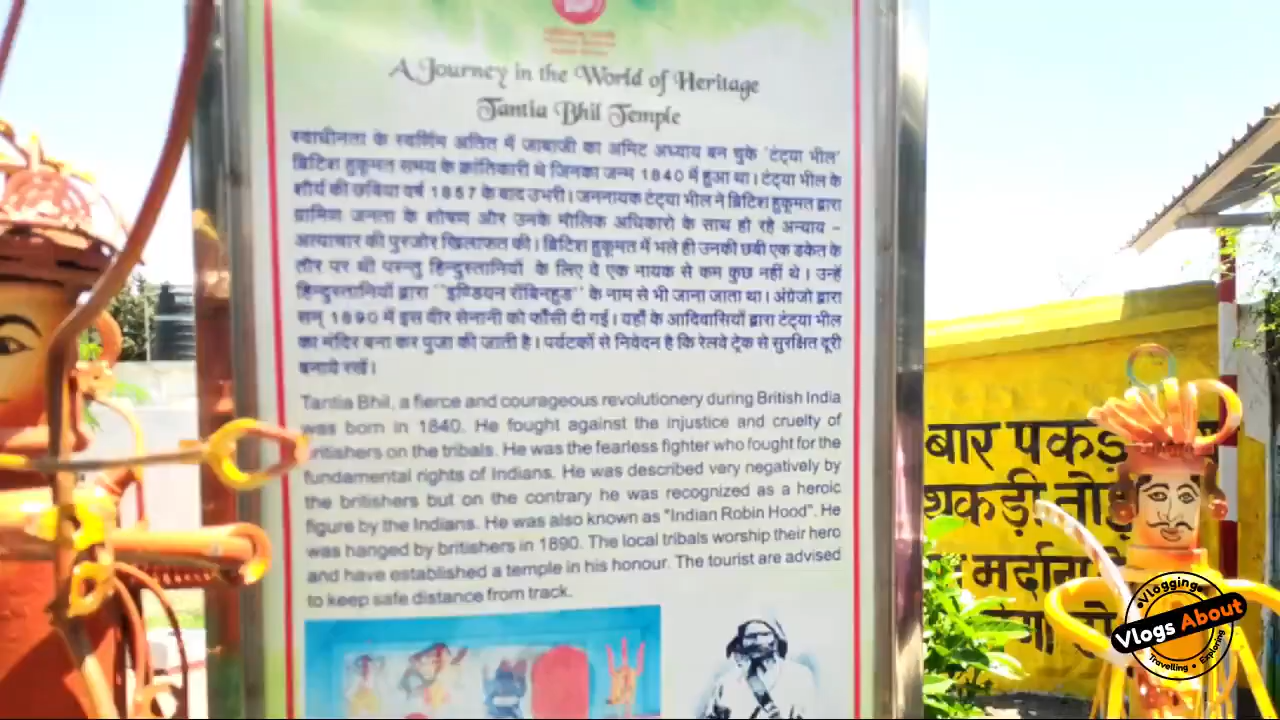 A Journey in the World of Heritage
Tantia Bhil Temple
स्वाधीनता के स्वर्णिम अतित में जाबाजी का अमिट अध्याय बन चुके 'टंट्या भील'
ब्रिटिश हुकूमत समय के क्रांतिकारी थे जिनका जन्म 1840 में हुआ था। टंट्या भील के
शौर्य की छबिया वर्ष 1857 के बाद उभरी। जननायक टंट्या भील ने ब्रिटिश हुकूमत द्वारा
ग्रामिण जनता के शोषण और उनके मौलिक अधिकारो के साथ हो रहे अन्याय –
अत्याचार की पुरजोर खिलाफत की। ब्रिटिश हुकूमत में भले ही उनकी छबी एक डकेत के
तौर पर थी परन्तु हिन्दुस्तानियों के लिए वे एक नायक से कम कुछ नहीं थे। उन्हें
हिन्दुस्तानियों द्वारा "इण्डियन रॉबिनहुड" के नाम से भी जाना जाता था। अंग्रेजो द्वारा
सन् 1890 में इस वीर सेनानी को फाँसी दी गई। यहाँ के आदिवासियों द्वारा टंट्या भील
का मंदिर बना कर पुजा की जाती है। पर्यटकों से निवेदन है कि रेलवे ट्रेक से सुरक्षित दूरी
बनाये रखें।
Tantia Bhil, a fierce and courageous revolutionery during British India
was born in 1840. He fought against the injustice and cruelty of
britishers on the tribals. He was the fearless fighter who fought for the
fundamental rights of Indians. He was described very negatively by
the britishers but on the contrary he was recognized as a heroic
figure by the Indians. He was also known as "Indian Robin Hood". He
was hanged by britishers in 1890. The local tribals worship their hero
and have established a temple in his honour. The tourist are advised
to keep safe distance from track.
बार पकड़
थकड़ी तोड़
मर्दाना
Vlogging
Vlogs About
Travelling • Exploring